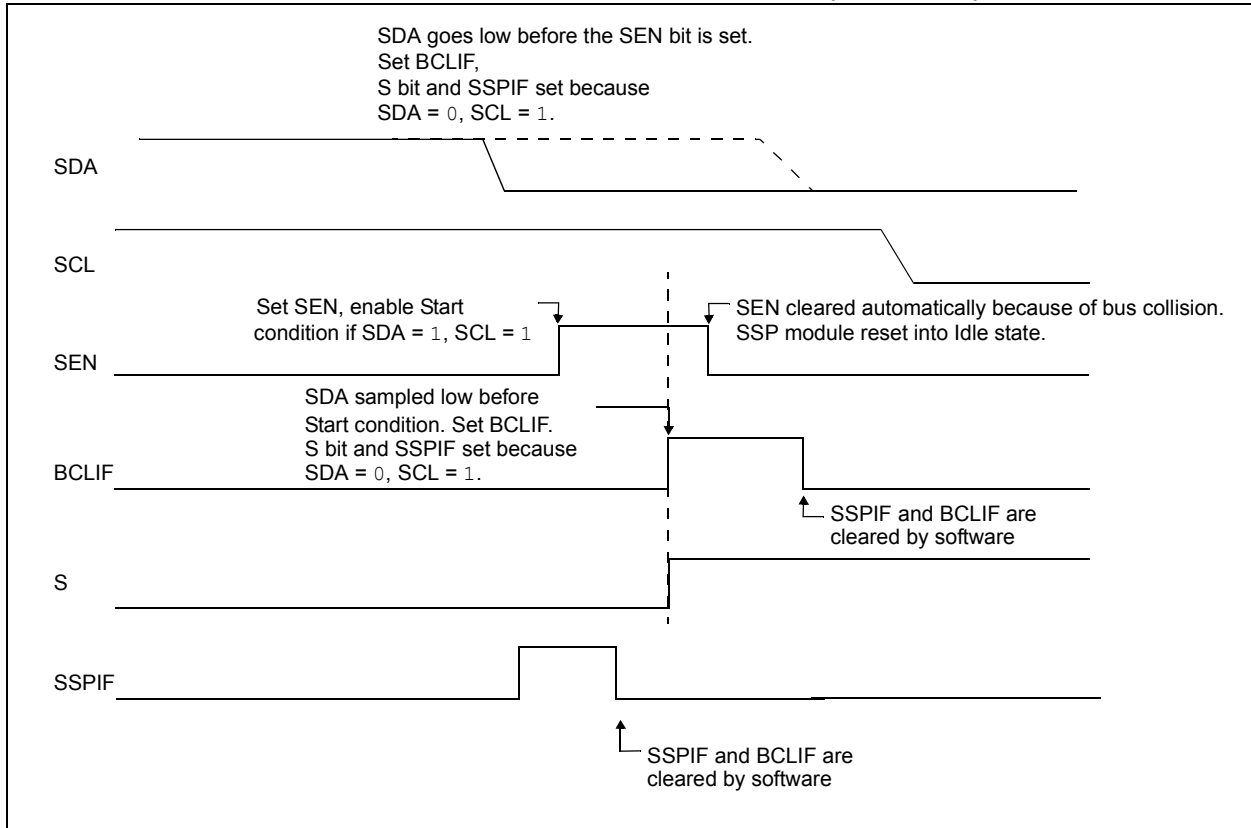 SDA goes low before the SEN bit is set.
Set BCLIF,
S bit and SSPIF set because
SDA = 0, SCL = 1.
SDA
SCL
Set SEN, enable Start
condition if SDA = 1, SCL = 1
SEN cleared automatically because of bus collision.
SSP module reset into Idle state.
SEN
SDA sampled low before
Start condition. Set BCLIF.
S bit and SSPIF set because
SDA = 0, SCL = 1.
BCLIF
SSPIF and BCLIF are
cleared by software
S
SSPIF
SSPIF and BCLIF are
cleared by software